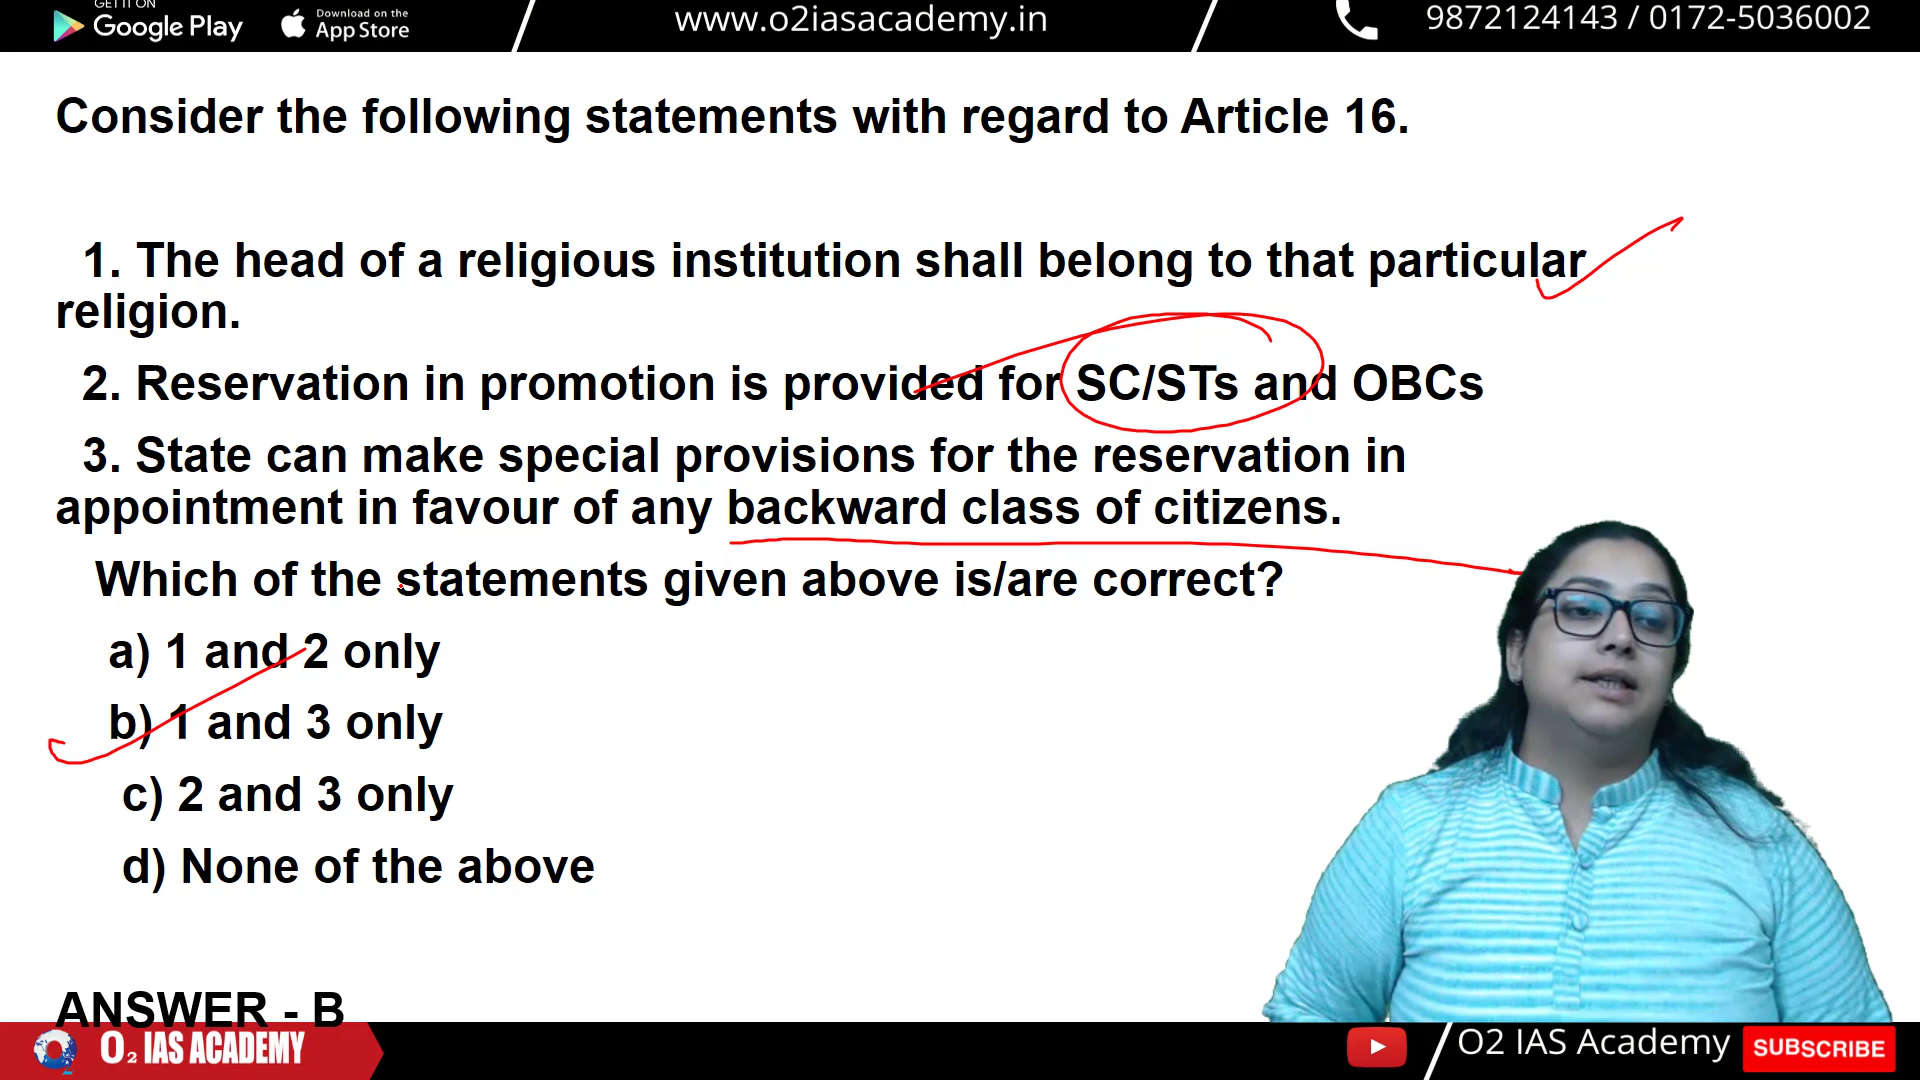 GET IT ON
Google Play
Download on the
App Store
www.o2iasacademy.in
9872124143 / 0172-5036002
Consider the following statements with regard to Article 16.
1. The head of a religious institution shall belong to that particular
religion.
2. Reservation in promotion is provided for SC/STs and OBCs
3. State can make special provisions for the reservation in
appointment in favour of any backward class of citizens.
Which of the statements given above is/are correct?
a) 1 and 2 only
b) 1 and 3 only
c) 2 and 3 only
d) None of the above
ANSWER - B
O2 IAS ACADEMY
O2 IAS Academy
SUBSCRIBE